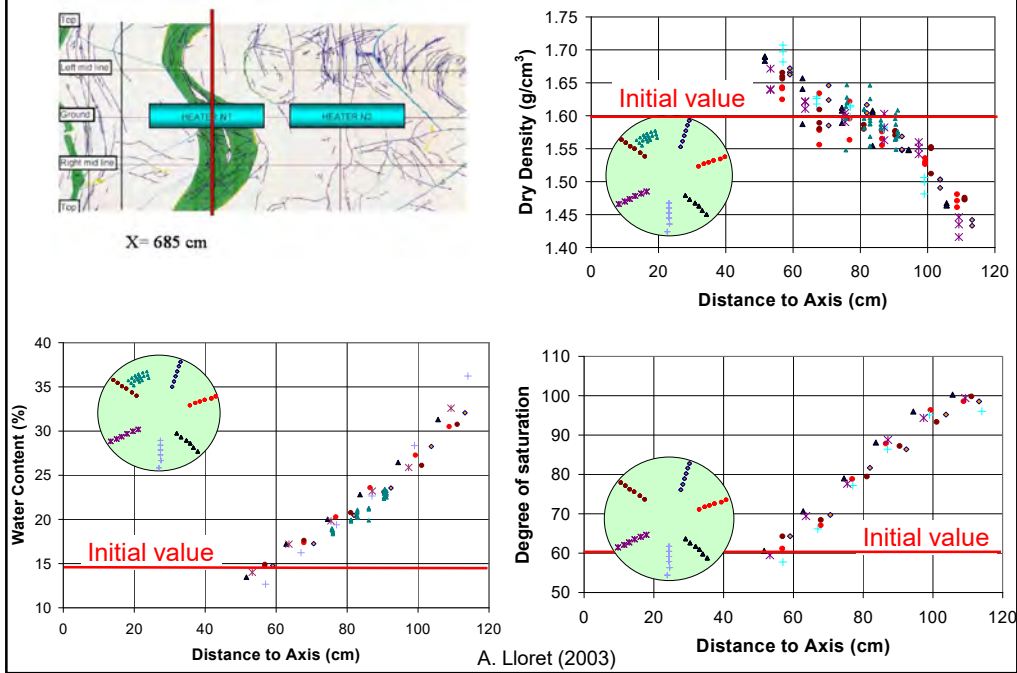 Top
Left mid line
Ground
Right mid line
Top
HEATER N1
HEATER N2
X= 685 cm
Dry Density (g/cm³)
1.75
1.70
1.65
1.60
1.55
1.50
1.45
1.40
Initial value
0 20 40 60 80 100 120
Distance to Axis (cm)
Water Content (%)
40
35
30
25
20
15
10
Initial value
0 20 40 60 80 100 120
Distance to Axis (cm)
Degree of saturation
110
100
90
80
70
60
50
Initial value
0 20 40 60 80 100 120
Distance to Axis (cm)
A. Lloret (2003)